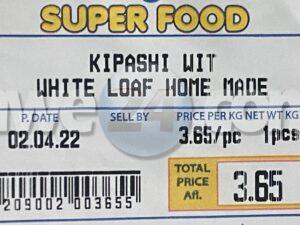 SUPER FOOD
KIPASHI WIT
WHITE LOAF HOME MADE
P. DATE SELL BY PRICE PER KG NET WT KG
02.04.22 3.65/pc 1pcs
TOTAL
PRICE
Afl.
3.65
209002 003655